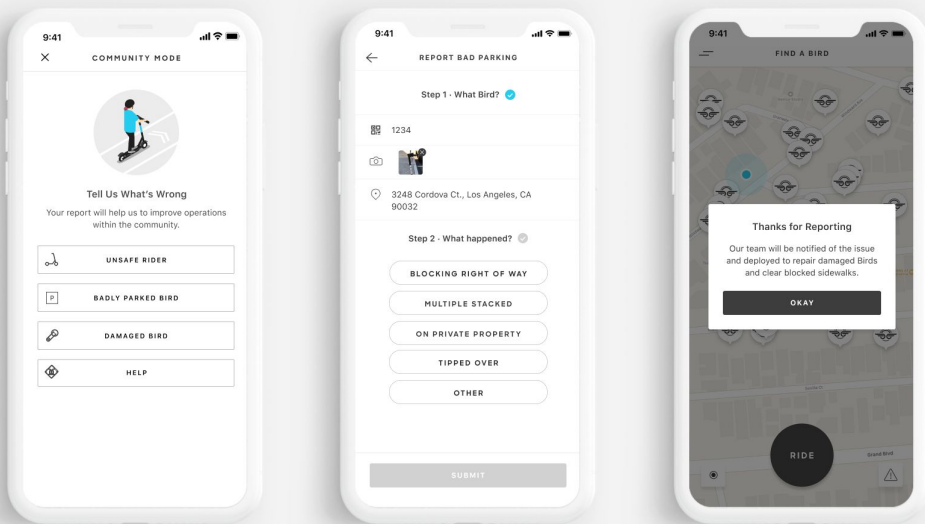 9:41
COMMUNITY MODE
Tell Us What's Wrong
Your report will help us to improve operations
within the community.
UNSAFE RIDER
P
BADLY PARKED BIRD
DAMAGED BIRD
HELP
9:41
REPORT BAD PARKING
Step 1 · What Bird?
1234
3248 Cordova Ct., Los Angeles, CA
90032
Step 2 · What happened?
BLOCKING RIGHT OF WAY
MULTIPLE STACKED
ON PRIVATE PROPERTY
TIPPED OVER
OTHER
SUBMIT
9:41
FIND A BIRD
Thanks for Reporting
Our team will be notified of the issue
and deployed to repair damaged Birds
and clear blocked sidewalks.
OKAY
RIDE
Grand Blvd